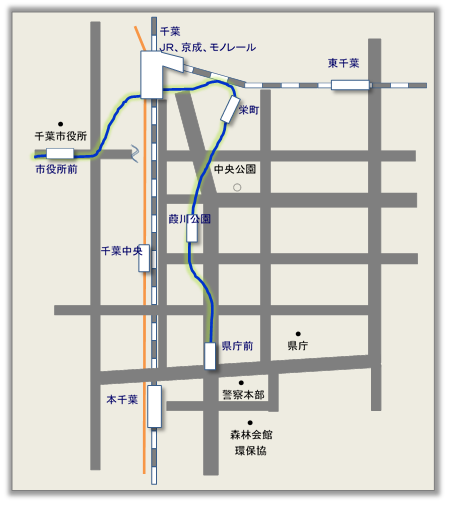 千葉
JR、京成、モノレール
東千葉
栄町
千葉市役所
市役所前
中央公園
葭川公園
千葉中央
県庁前
県庁
警察本部
本千葉
森林会館
環保協